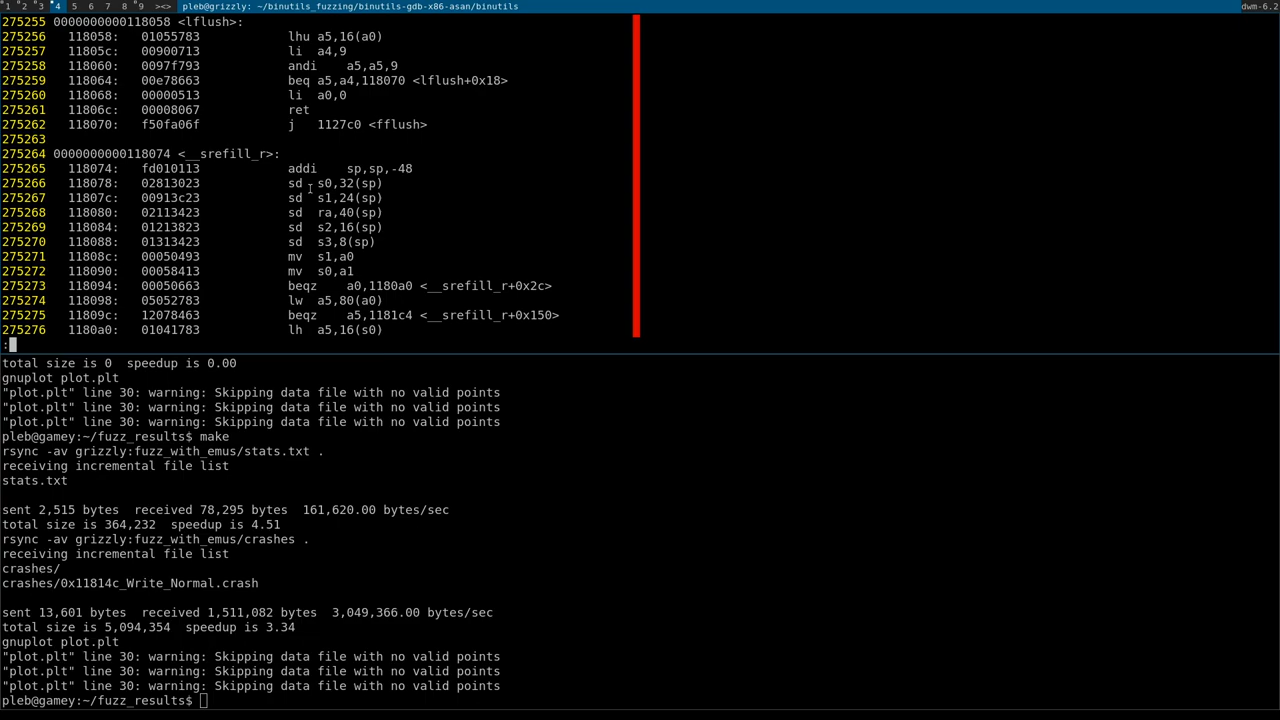 1 2 3 4 5 6 7 8 9 ><> pleb@grizzly: ~/binutils_fuzzing/binutils-gdb-x86-asan/binutils dwm-6.2
275255 0000000000118058 <lflush>:
275256 118058: 01055783 lhu a5,16(a0)
275257 11805c: 00900713 li a4,9
275258 118060: 0097f793 andi a5,a5,9
275259 118064: 00e78663 beq a5,a4,118070 <lflush+0x18>
275260 118068: 00000513 li a0,0
275261 11806c: 00008067 ret
275262 118070: f50fa06f j 1127c0 <fflush>
275263
275264 0000000000118074 <__srefill_r>:
275265 118074: fd010113 addi sp,sp,-48
275266 118078: 02813023 sd s0,32(sp)
275267 11807c: 00913c23 sd s1,24(sp)
275268 118080: 02113423 sd ra,40(sp)
275269 118084: 01213823 sd s2,16(sp)
275270 118088: 01313423 sd s3,8(sp)
275271 11808c: 00050493 mv s1,a0
275272 118090: 00058413 mv s0,a1
275273 118094: 00050663 beqz a0,1180a0 <__srefill_r+0x2c>
275274 118098: 05052783 lw a5,80(a0)
275275 11809c: 12078463 beqz a5,1181c4 <__srefill_r+0x150>
275276 1180a0: 01041783 lh a5,16(s0)
:
total size is 0 speedup is 0.00
gnuplot plot.plt
"plot.plt" line 30: warning: Skipping data file with no valid points
"plot.plt" line 30: warning: Skipping data file with no valid points
"plot.plt" line 30: warning: Skipping data file with no valid points
pleb@gamey:~/fuzz_results$ make
rsync -av grizzly:fuzz_with_emus/stats.txt .
receiving incremental file list
stats.txt
sent 2,515 bytes received 78,295 bytes 161,620.00 bytes/sec
total size is 364,232 speedup is 4.51
rsync -av grizzly:fuzz_with_emus/crashes .
receiving incremental file list
crashes/
crashes/0x11814c_Write_Normal.crash
sent 13,601 bytes received 1,511,082 bytes 3,049,366.00 bytes/sec
total size is 5,094,354 speedup is 3.34
gnuplot plot.plt
"plot.plt" line 30: warning: Skipping data file with no valid points
"plot.plt" line 30: warning: Skipping data file with no valid points
"plot.plt" line 30: warning: Skipping data file with no valid points
pleb@gamey:~/fuzz_results$